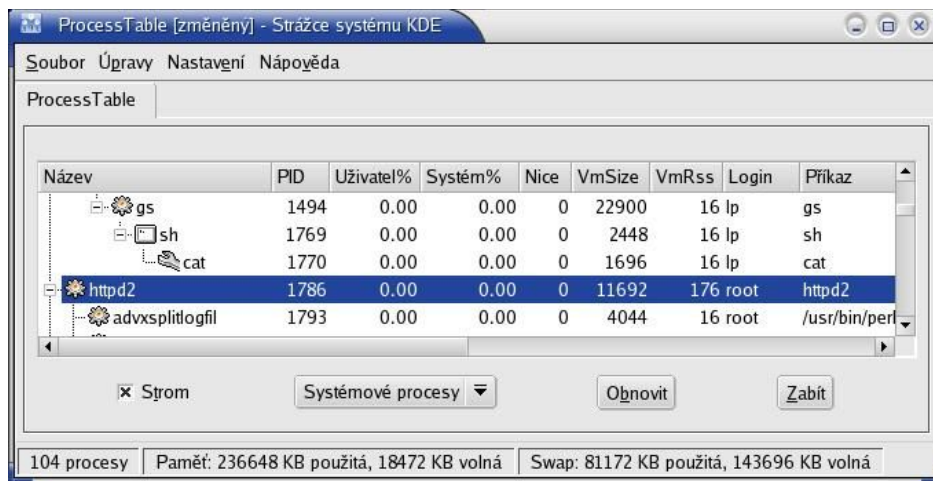 ProcessTable [změněný] - Strážce systému KDE
Soubor Úpravy Nastavení Nápověda
ProcessTable
Název PID Uživatel% Systém% Nice VmSize VmRss Login Příkaz
gs 1494 0.00 0.00 0 22900 16 lp gs
sh 1769 0.00 0.00 0 2448 16 lp sh
cat 1770 0.00 0.00 0 1696 16 lp cat
httpd2 1786 0.00 0.00 0 11692 176 root httpd2
advxsplitlogfil 1793 0.00 0.00 0 4044 16 root /usr/bin/perl
Strom Systémové procesy Obnovit Zabít
104 procesy Paměť: 236648 KB použitá, 18472 KB volná Swap: 81172 KB použitá, 143696 KB volná